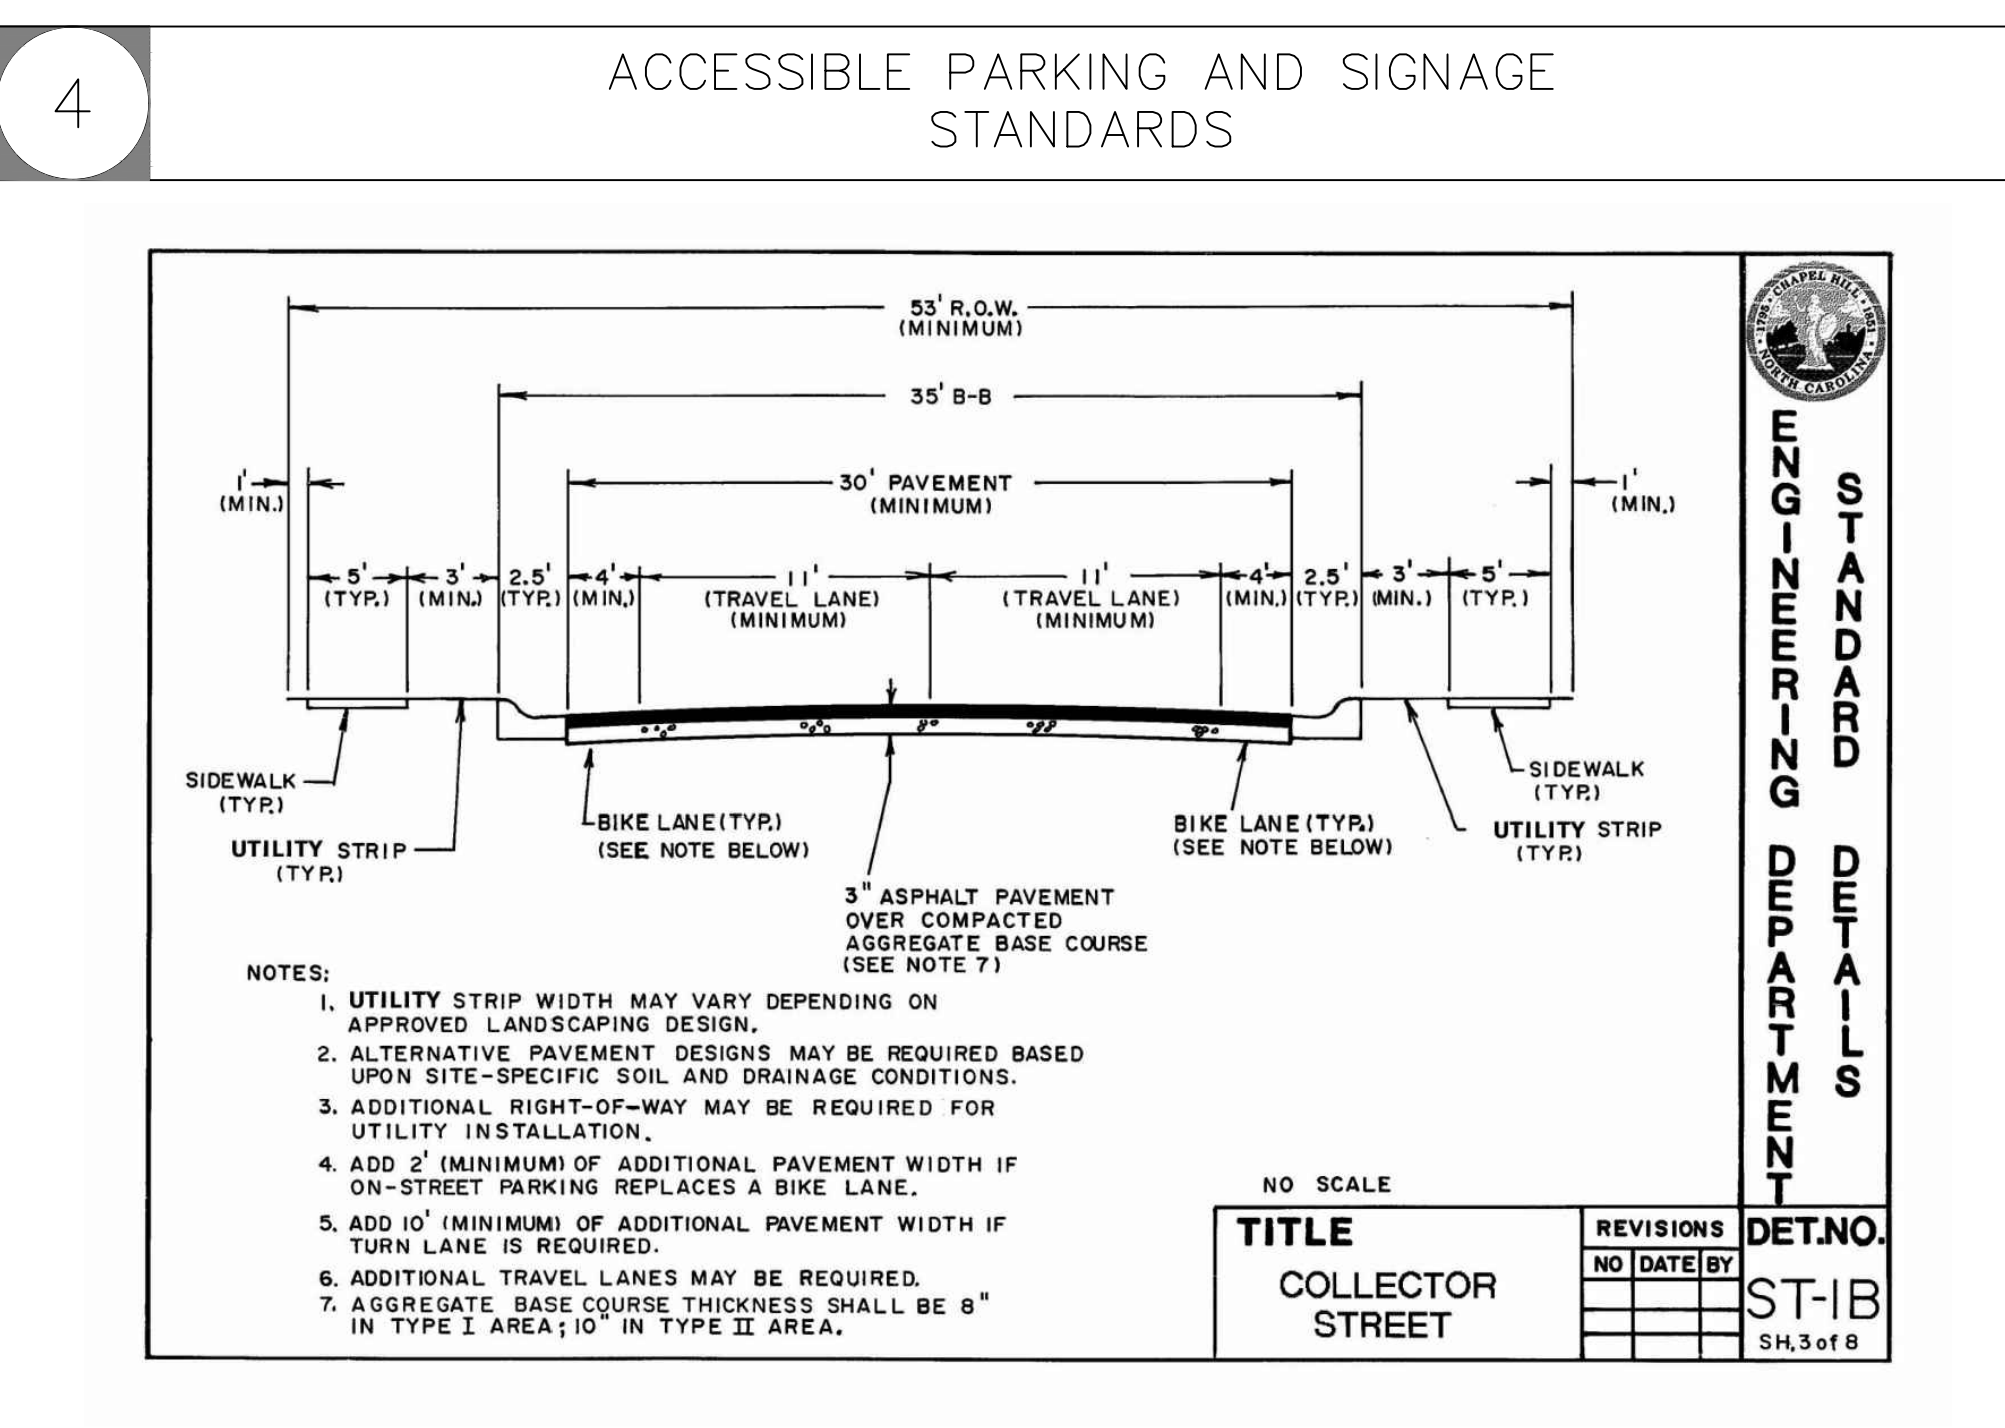 4
ACCESSIBLE PARKING AND SIGNAGE
STANDARDS
53' R.O.W.
(MINIMUM)
35' B-B
30' PAVEMENT
(MINIMUM)
1'
(MIN.)
1'
(MIN.)
5'
(TYP.)
3'
(MIN.)
2.5'
(TYP.)
4'
(MIN.)
11'
(TRAVEL LANE)
(MINIMUM)
11'
(TRAVEL LANE)
(MINIMUM)
4'
(MIN.)
2.5'
(TYP.)
3'
(MIN.)
5'
(TYP.)
SIDEWALK
(TYP.)
UTILITY STRIP
(TYP.)
BIKE LANE (TYP.)
(SEE NOTE BELOW)
3" ASPHALT PAVEMENT
OVER COMPACTED
AGGREGATE BASE COURSE
(SEE NOTE 7)
BIKE LANE (TYP.)
(SEE NOTE BELOW)
SIDEWALK
(TYP.)
UTILITY STRIP
(TYP.)
NOTES:
1. UTILITY STRIP WIDTH MAY VARY DEPENDING ON
APPROVED LANDSCAPING DESIGN.
2. ALTERNATIVE PAVEMENT DESIGNS MAY BE REQUIRED BASED
UPON SITE-SPECIFIC SOIL AND DRAINAGE CONDITIONS.
3. ADDITIONAL RIGHT-OF-WAY MAY BE REQUIRED FOR
UTILITY INSTALLATION.
4. ADD 2' (MINIMUM) OF ADDITIONAL PAVEMENT WIDTH IF
ON-STREET PARKING REPLACES A BIKE LANE.
5. ADD 10' (MINIMUM) OF ADDITIONAL PAVEMENT WIDTH IF
TURN LANE IS REQUIRED.
6. ADDITIONAL TRAVEL LANES MAY BE REQUIRED.
7. AGGREGATE BASE COURSE THICKNESS SHALL BE 8"
IN TYPE I AREA; 10" IN TYPE II AREA.
NO SCALE
TITLE
COLLECTOR
STREET
REVISIONS
NO DATE BY
CHAPEL HILL
1793
1851
NORTH CAROLINA
ENGINEERING DEPARTMENT
STANDARD DETAILS
DET.NO.
ST-1B
SH.3 of 8